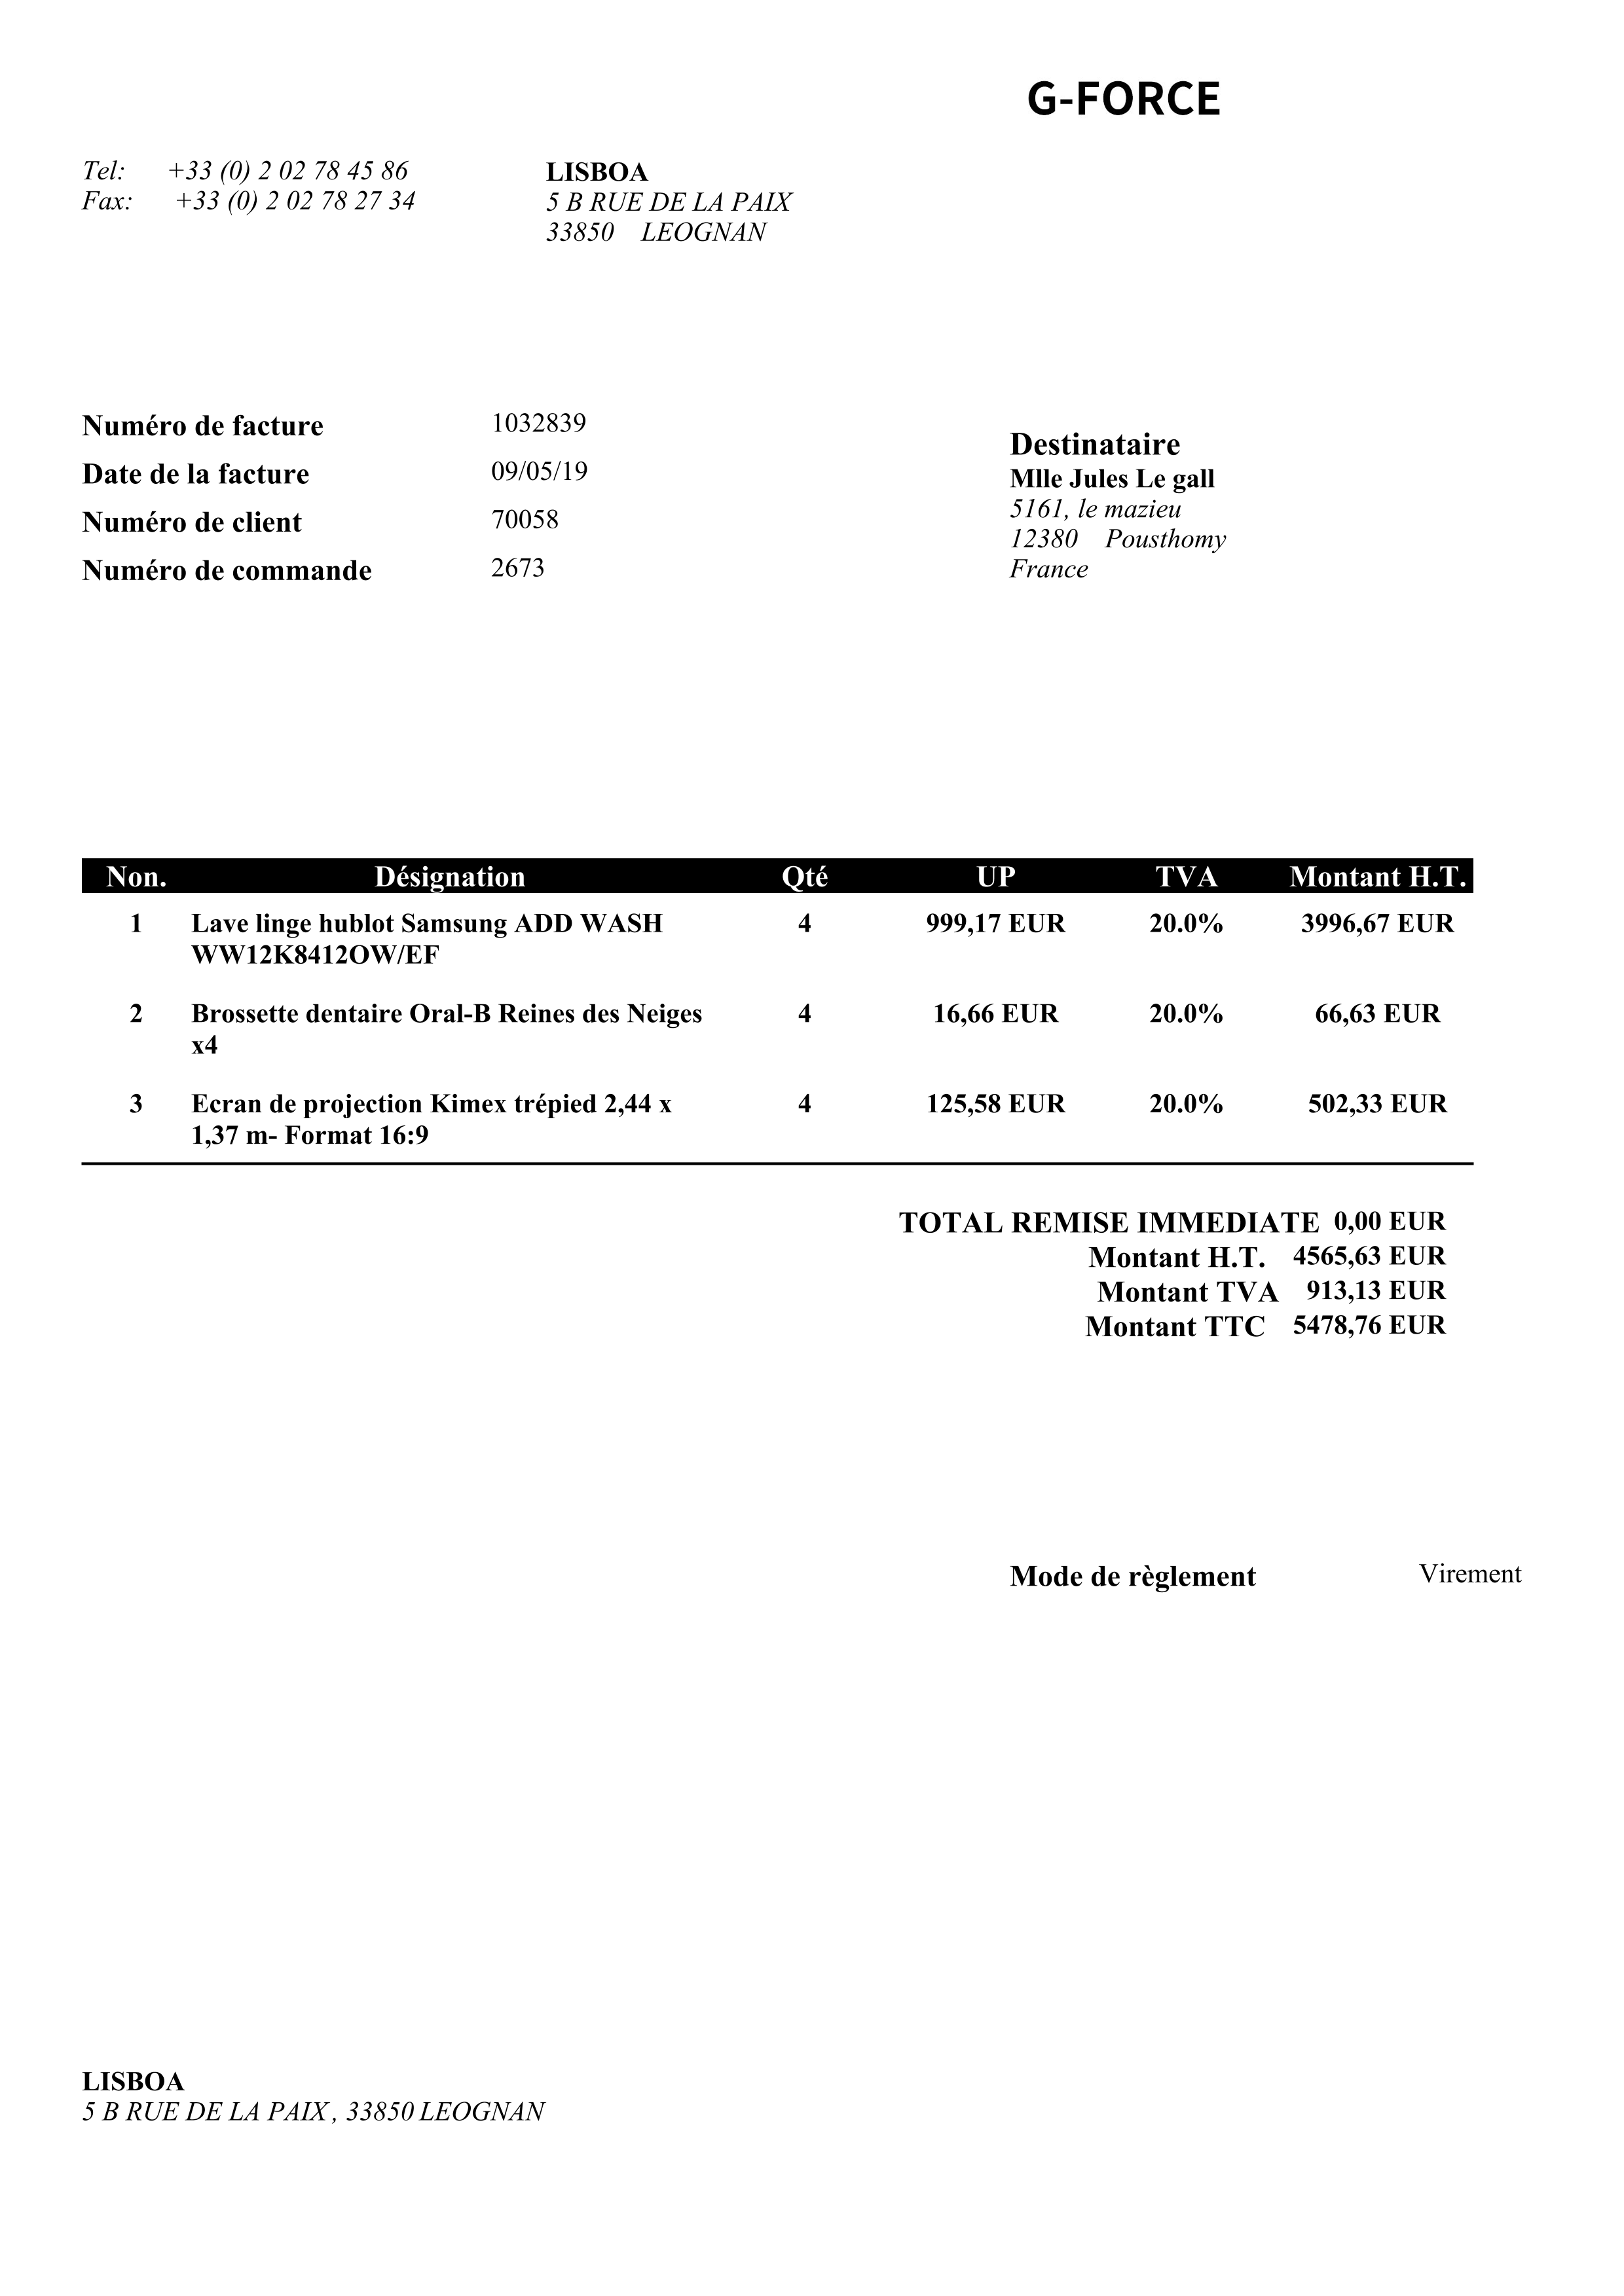 G-FORCE
Tel: +33 (0) 2 02 78 45 86
Fax: +33 (0) 2 02 78 27 34
LISBOA
5 B RUE DE LA PAIX
33850 LEOGNAN
Numéro de facture 1032839
Date de la facture 09/05/19
Numéro de client 70058
Numéro de commande 2673
Destinataire
Mlle Jules Le gall
5161, le mazieu
12380 Pousthomy
France
Non. Désignation Qté UP TVA Montant H.T.
1 Lave linge hublot Samsung ADD WASH 4 999,17 EUR 20.0% 3996,67 EUR
WW12K8412OW/EF
2 Brossette dentaire Oral-B Reines des Neiges 4 16,66 EUR 20.0% 66,63 EUR
x4
3 Ecran de projection Kimex trépied 2,44 x 4 125,58 EUR 20.0% 502,33 EUR
1,37 m- Format 16:9
TOTAL REMISE IMMEDIATE 0,00 EUR
Montant H.T. 4565,63 EUR
Montant TVA 913,13 EUR
Montant TTC 5478,76 EUR
Mode de règlement Virement
LISBOA
5 B RUE DE LA PAIX , 33850 LEOGNAN